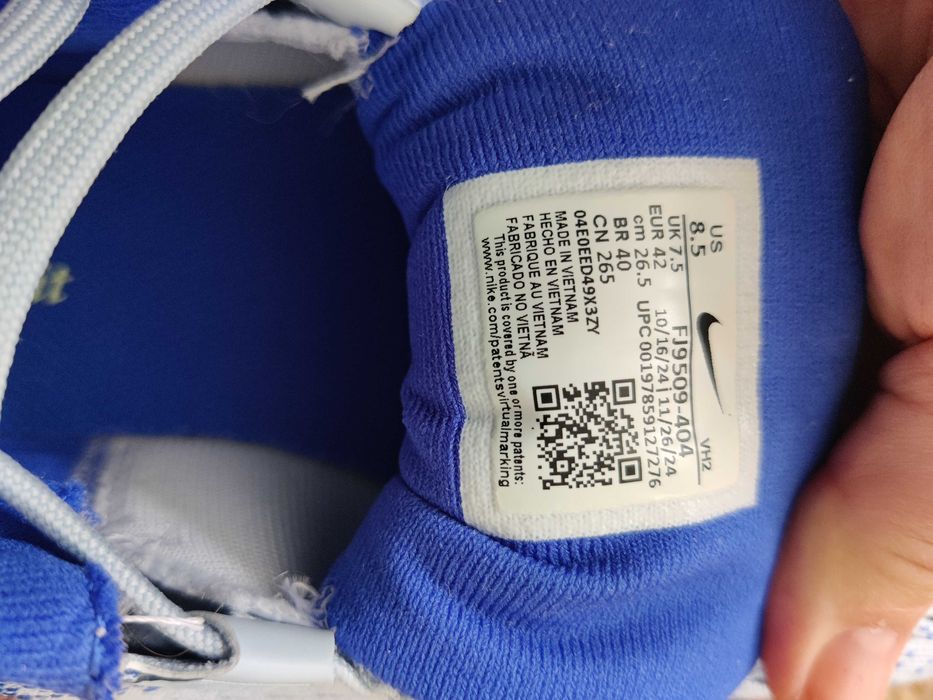 US
8.5
VH2
UK 7.5
FJ9509-404
EUR 42
10/16/24|11/26/24
cm 26.5
UPC 00197859127276
BR 40
CN 265
04E0EED49X3ZY
MADE IN VIETNAM
HECHO EN VIETNAM
FABRIQUE AU VIETNAM
FABRICADO NO VIETNÃ
This product is covered by one or more patents:
www.nike.com/patentsvirtualmarking